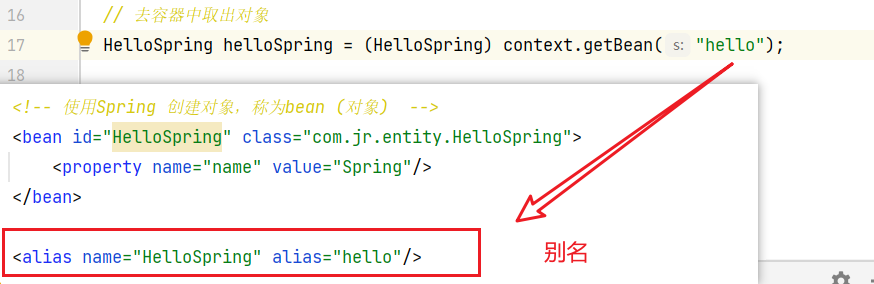 16 // 去容器中取出对象
17 HelloSpring helloSpring = (HelloSpring) context.getBean( s: "hello");
18
<!-- 使用Spring 创建对象，称为bean (对象) -->
<bean id="HelloSpring" class="com.jr.entity.HelloSpring">
    <property name="name" value="Spring"/>
</bean>
<alias name="HelloSpring" alias="hello"/>
别名